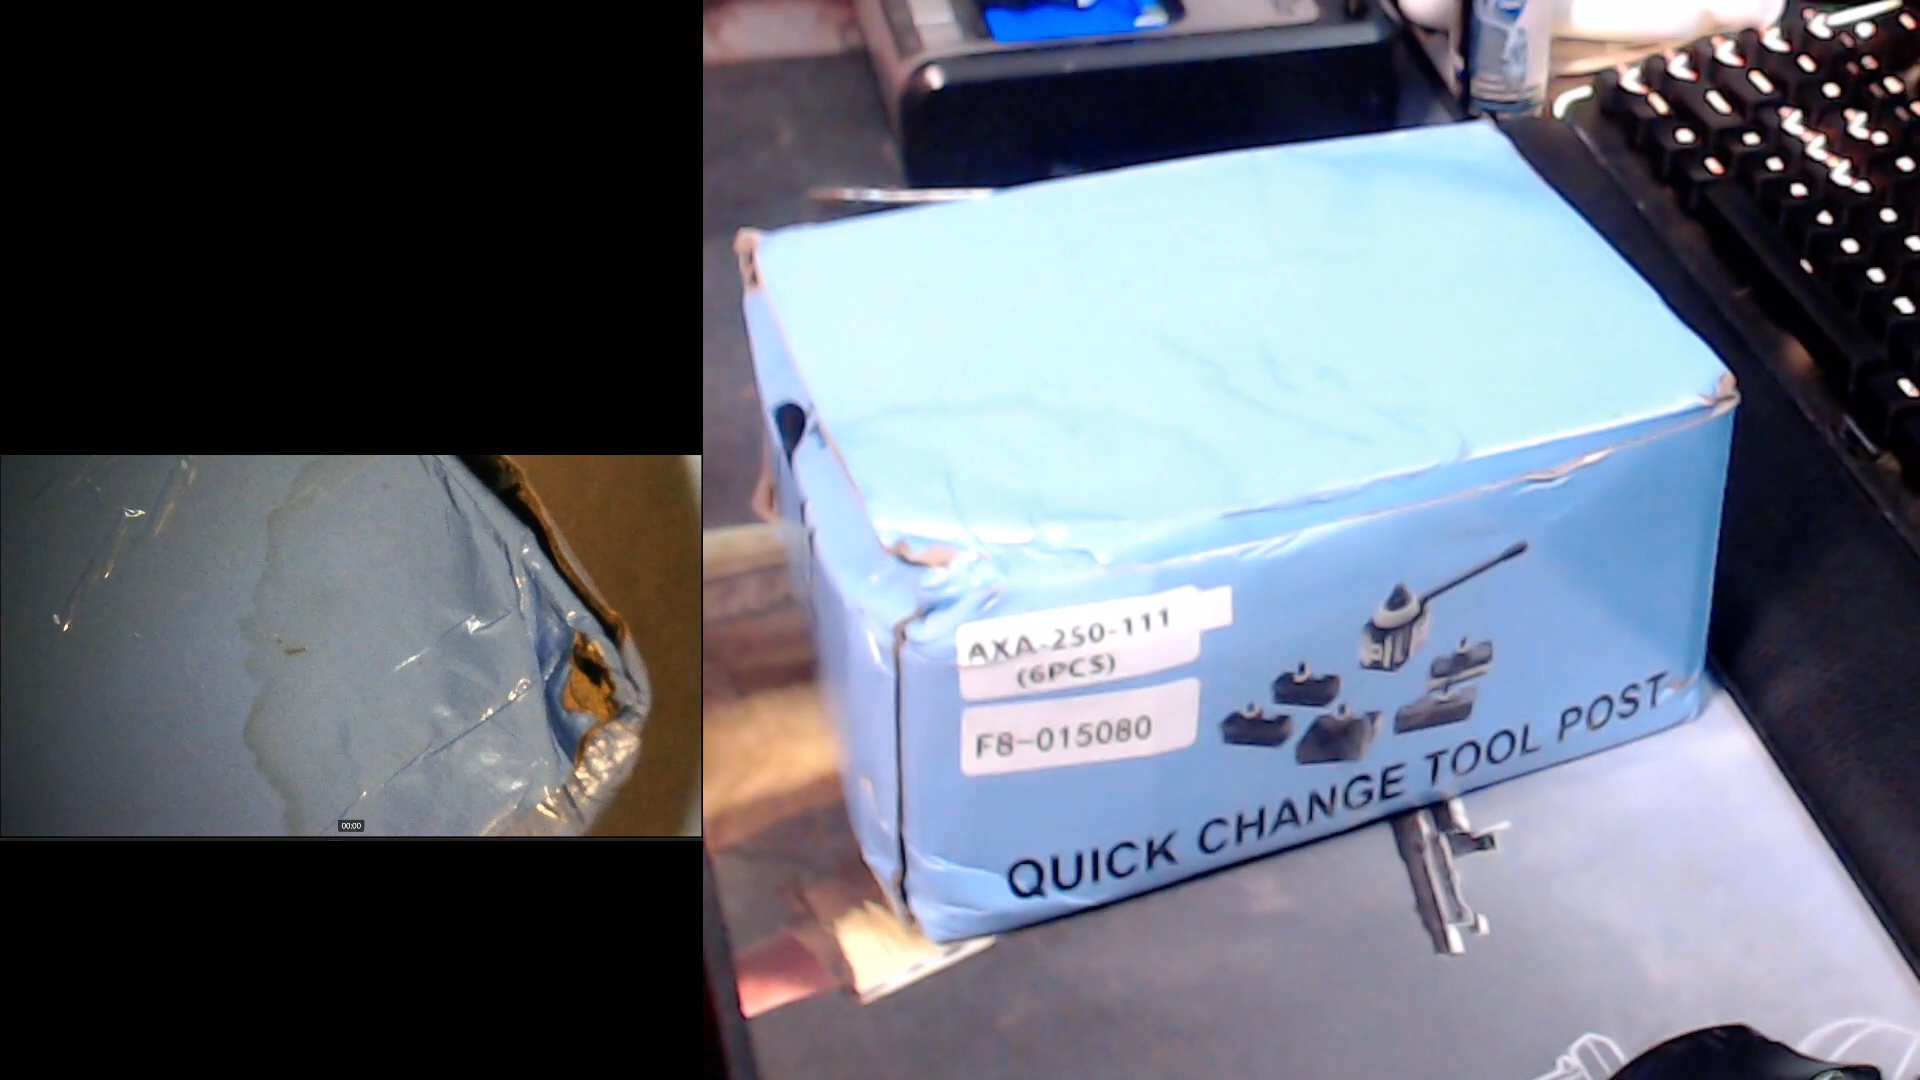 00:00
AXA-250-111
(6PCS)
F8-015080
QUICK CHANGE TOOL POST